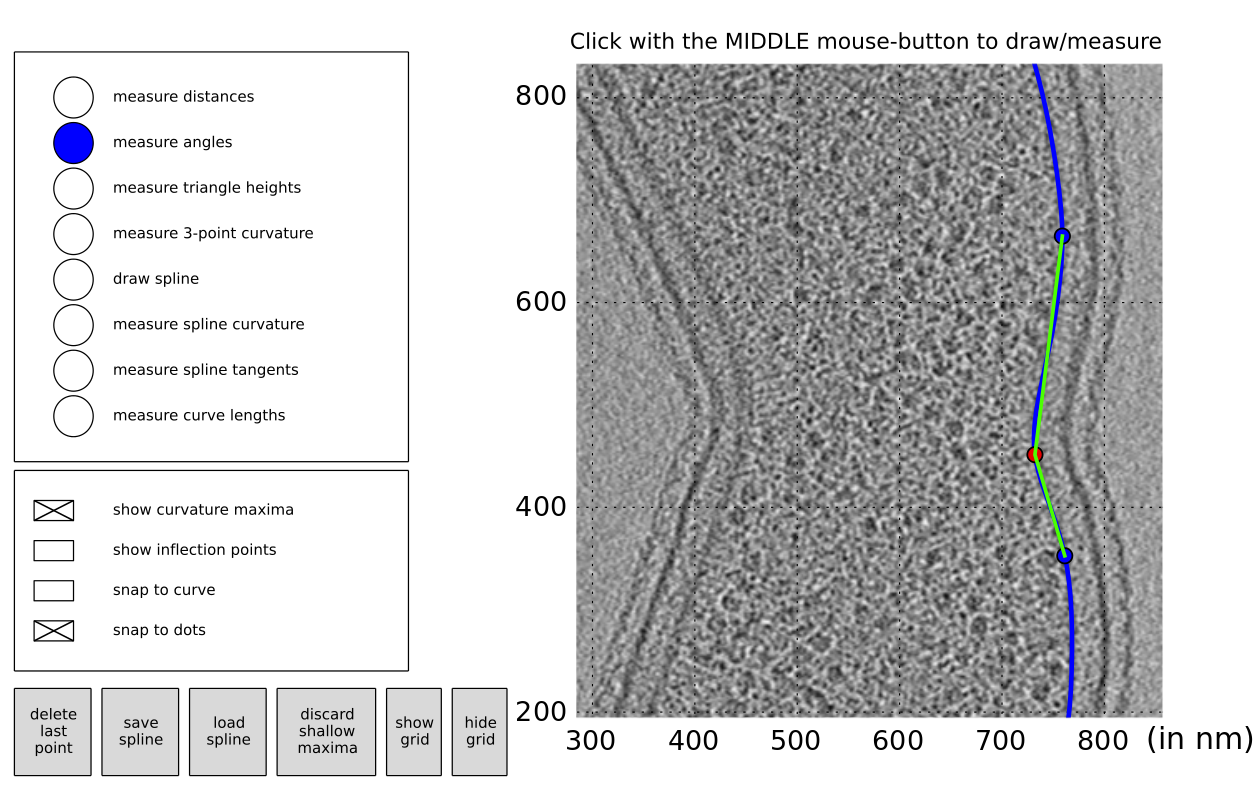 Click with the MIDDLE mouse-button to draw/measure
measure distances
measure angles
measure triangle heights
measure 3-point curvature
draw spline
measure spline curvature
measure spline tangents
measure curve lengths
show curvature maxima
show inflection points
snap to curve
snap to dots
delete
last
point
save
spline
load
spline
discard
shallow
maxima
show
grid
hide
grid
800
600
400
200
300 400 500 600 700 800 (in nm)